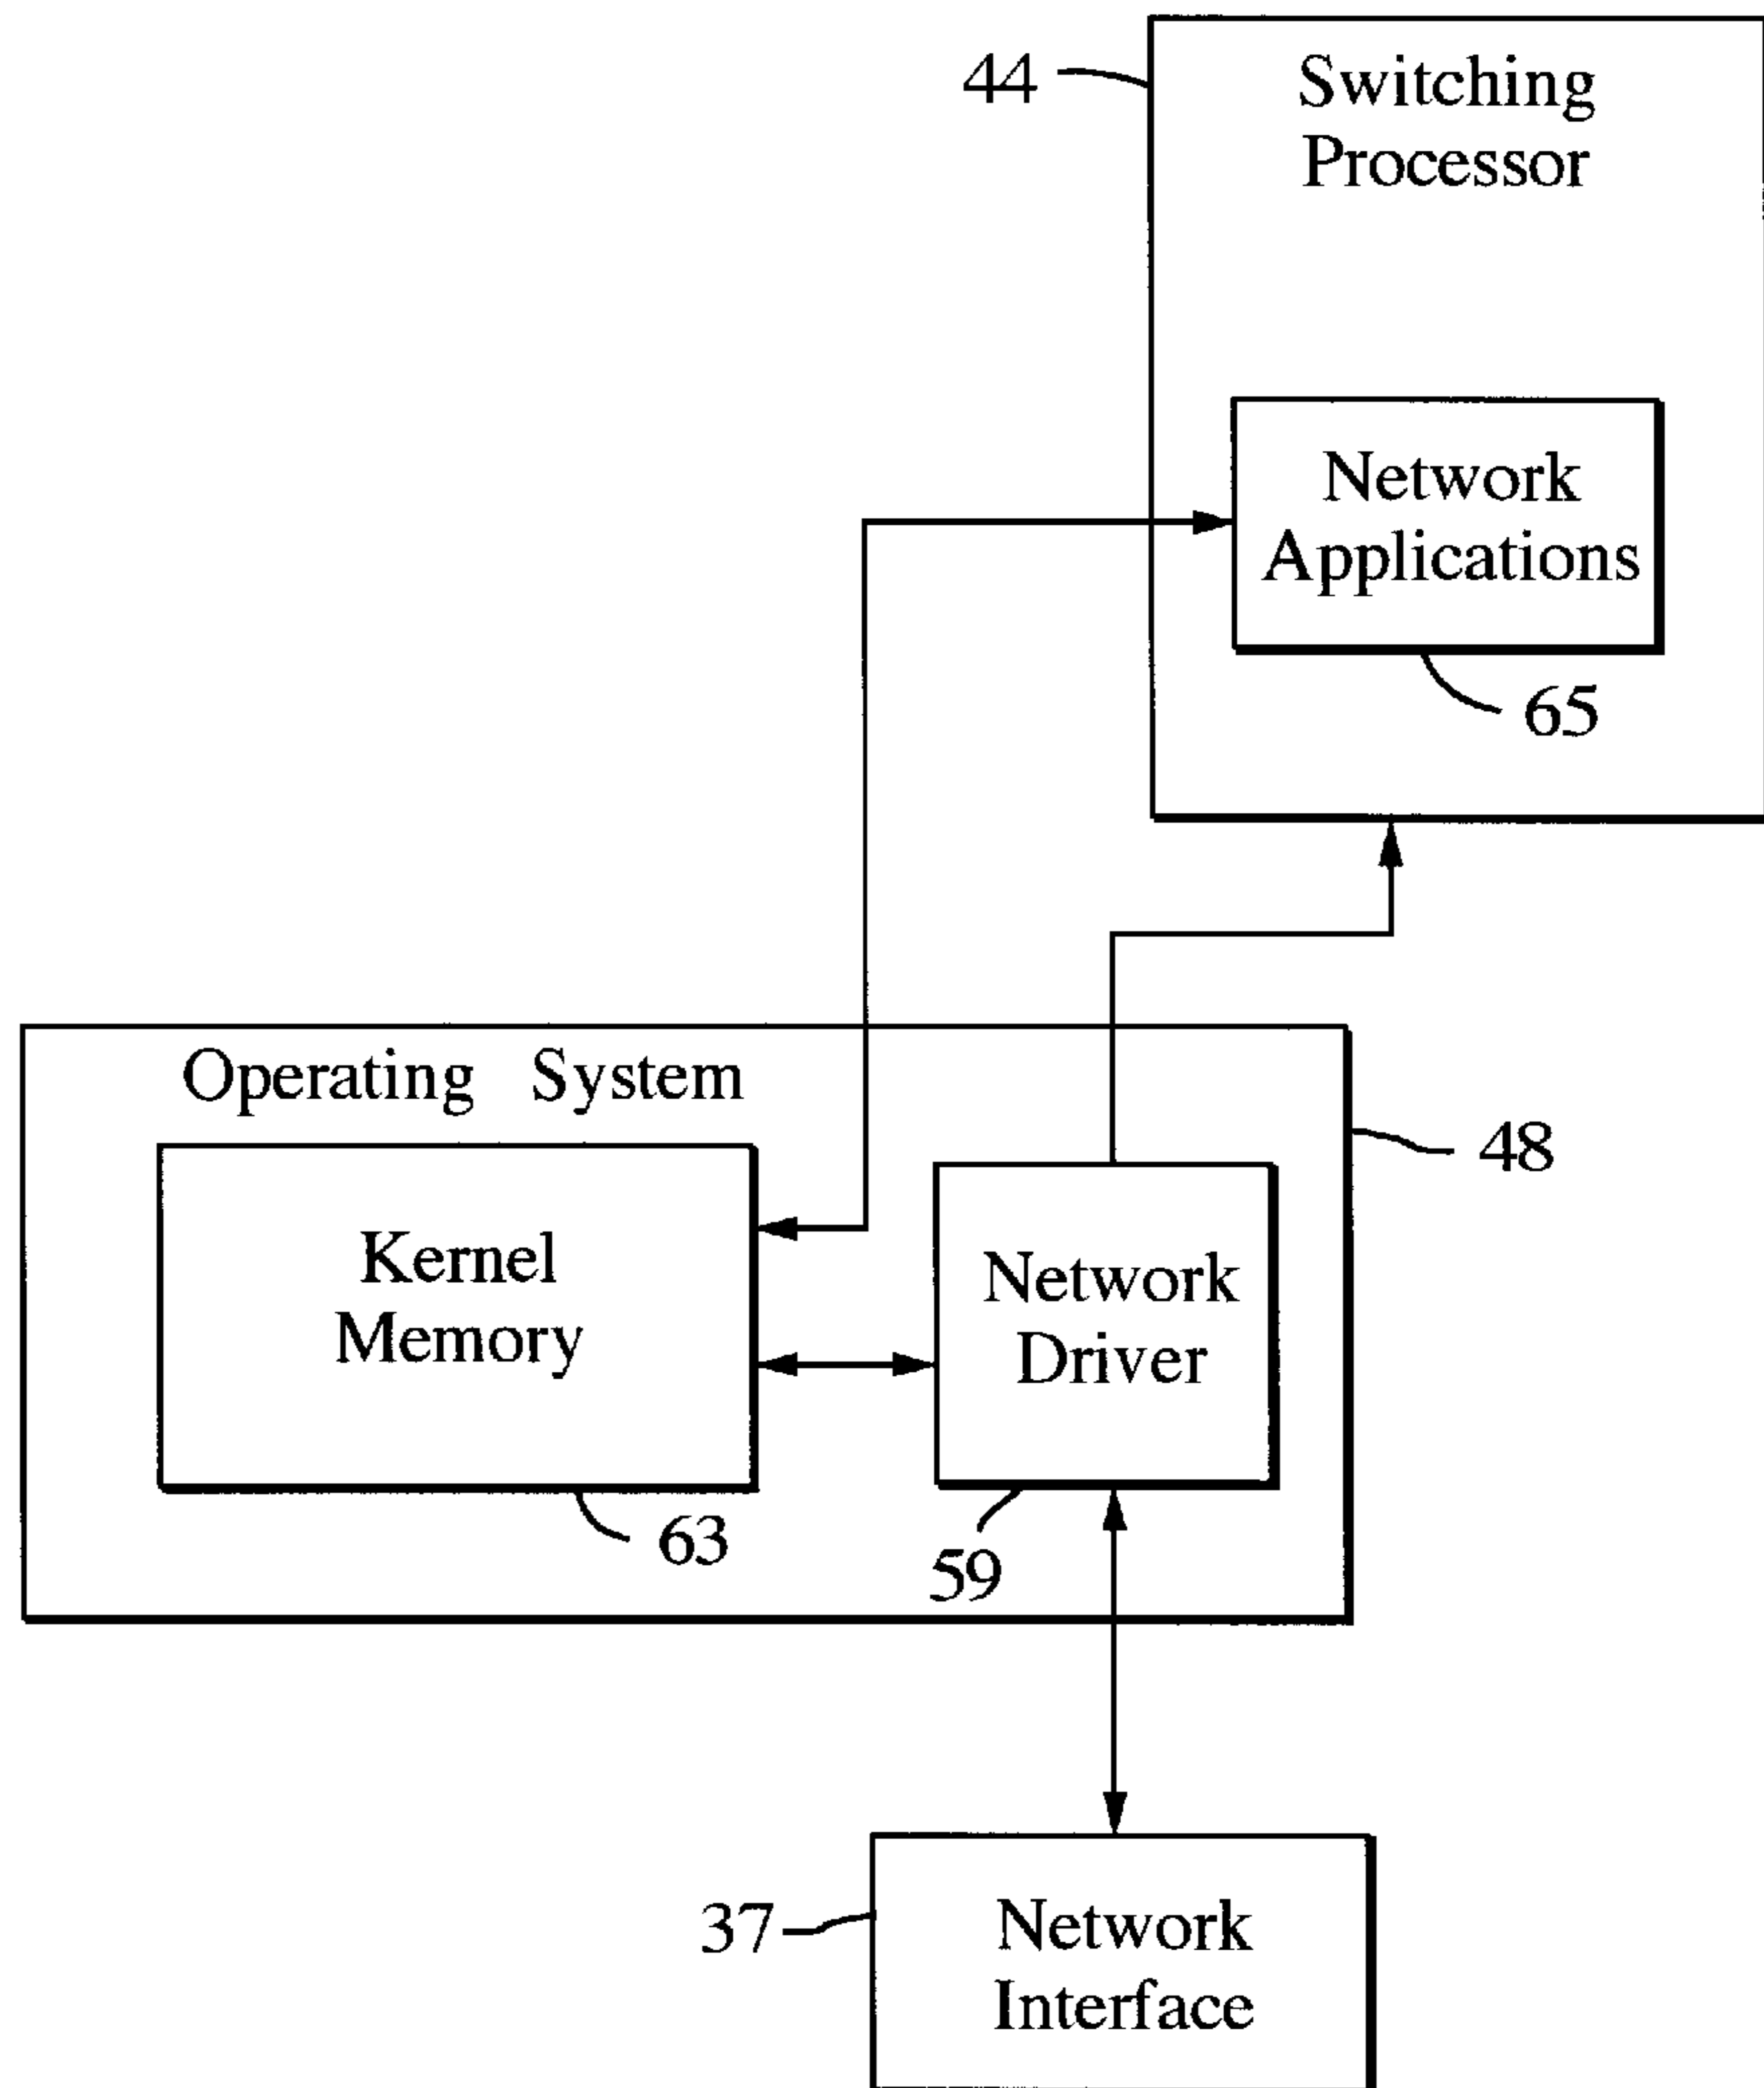 44
Switching
Processor
Network
Applications
65
Operating System
48
Kernel
Memory
Network
Driver
63
59
37
Network
Interface